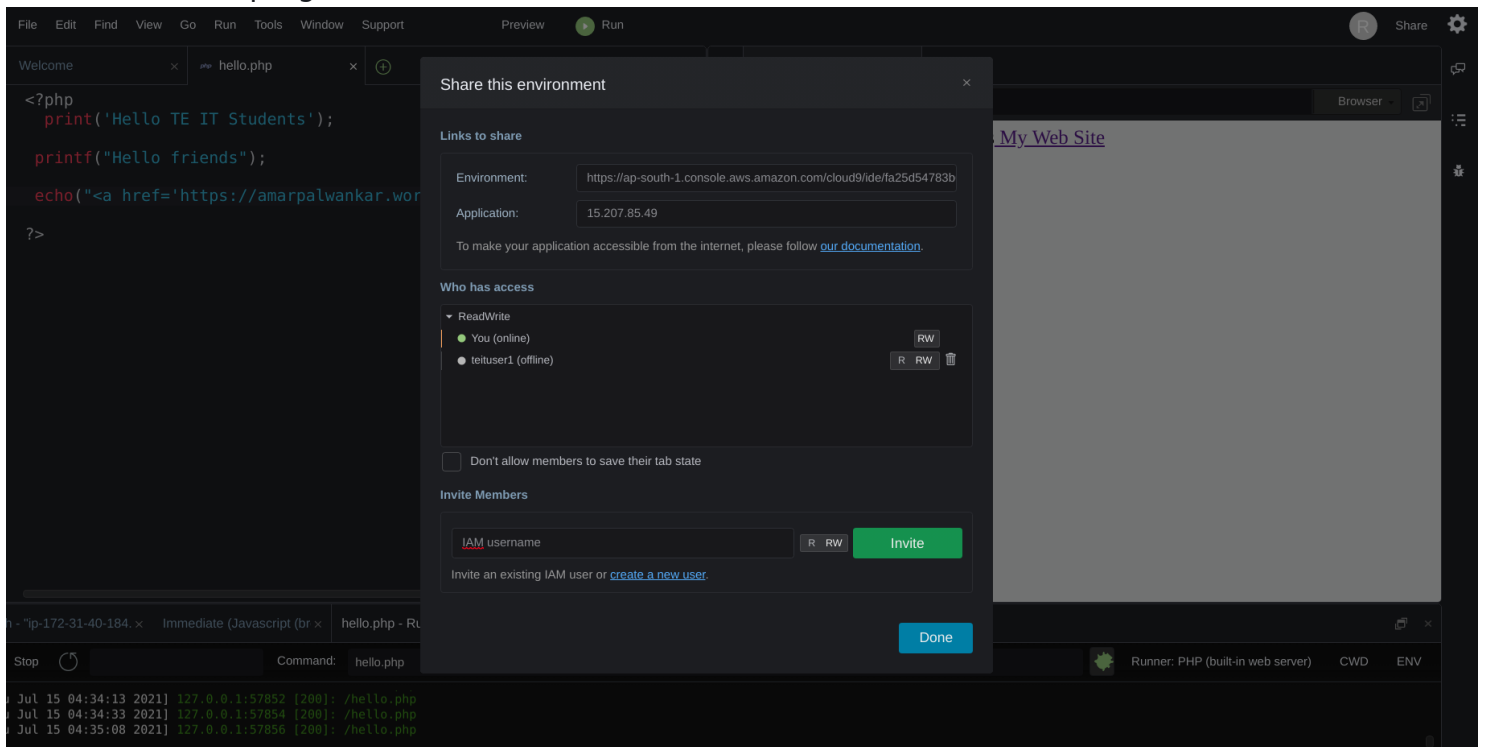 File Edit Find View Go Run Tools Window Support Preview Run R Share
Welcome × php hello.php ×
<?php
print('Hello TE IT Students');
printf("Hello friends");
echo("<a href='https://amarpalwankar.wor
?>
Browser
My Web Site
Share this environment ×
Links to share
Environment: https://ap-south-1.console.aws.amazon.com/cloud9/ide/fa25d54783b
Application: 15.207.85.49
To make your application accessible from the internet, please follow our documentation.
Who has access
ReadWrite
You (online) RW
teituser1 (offline) R RW
Don't allow members to save their tab state
Invite Members
IAM username R RW Invite
Invite an existing IAM user or create a new user.
Done
h - "ip-172-31-40-184. × Immediate (Javascript (br × hello.php - Ru ×
Stop Command: hello.php Runner: PHP (built-in web server) CWD ENV
Jul 15 04:34:13 2021] 127.0.0.1:57852 [200]: /hello.php
Jul 15 04:34:33 2021] 127.0.0.1:57854 [200]: /hello.php
Jul 15 04:35:08 2021] 127.0.0.1:57856 [200]: /hello.php